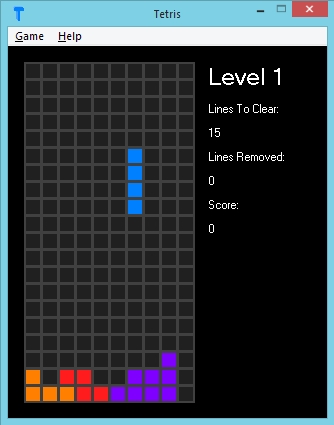 Tetris
Game Help
Level 1
Lines To Clear:
15
Lines Removed:
0
Score:
0